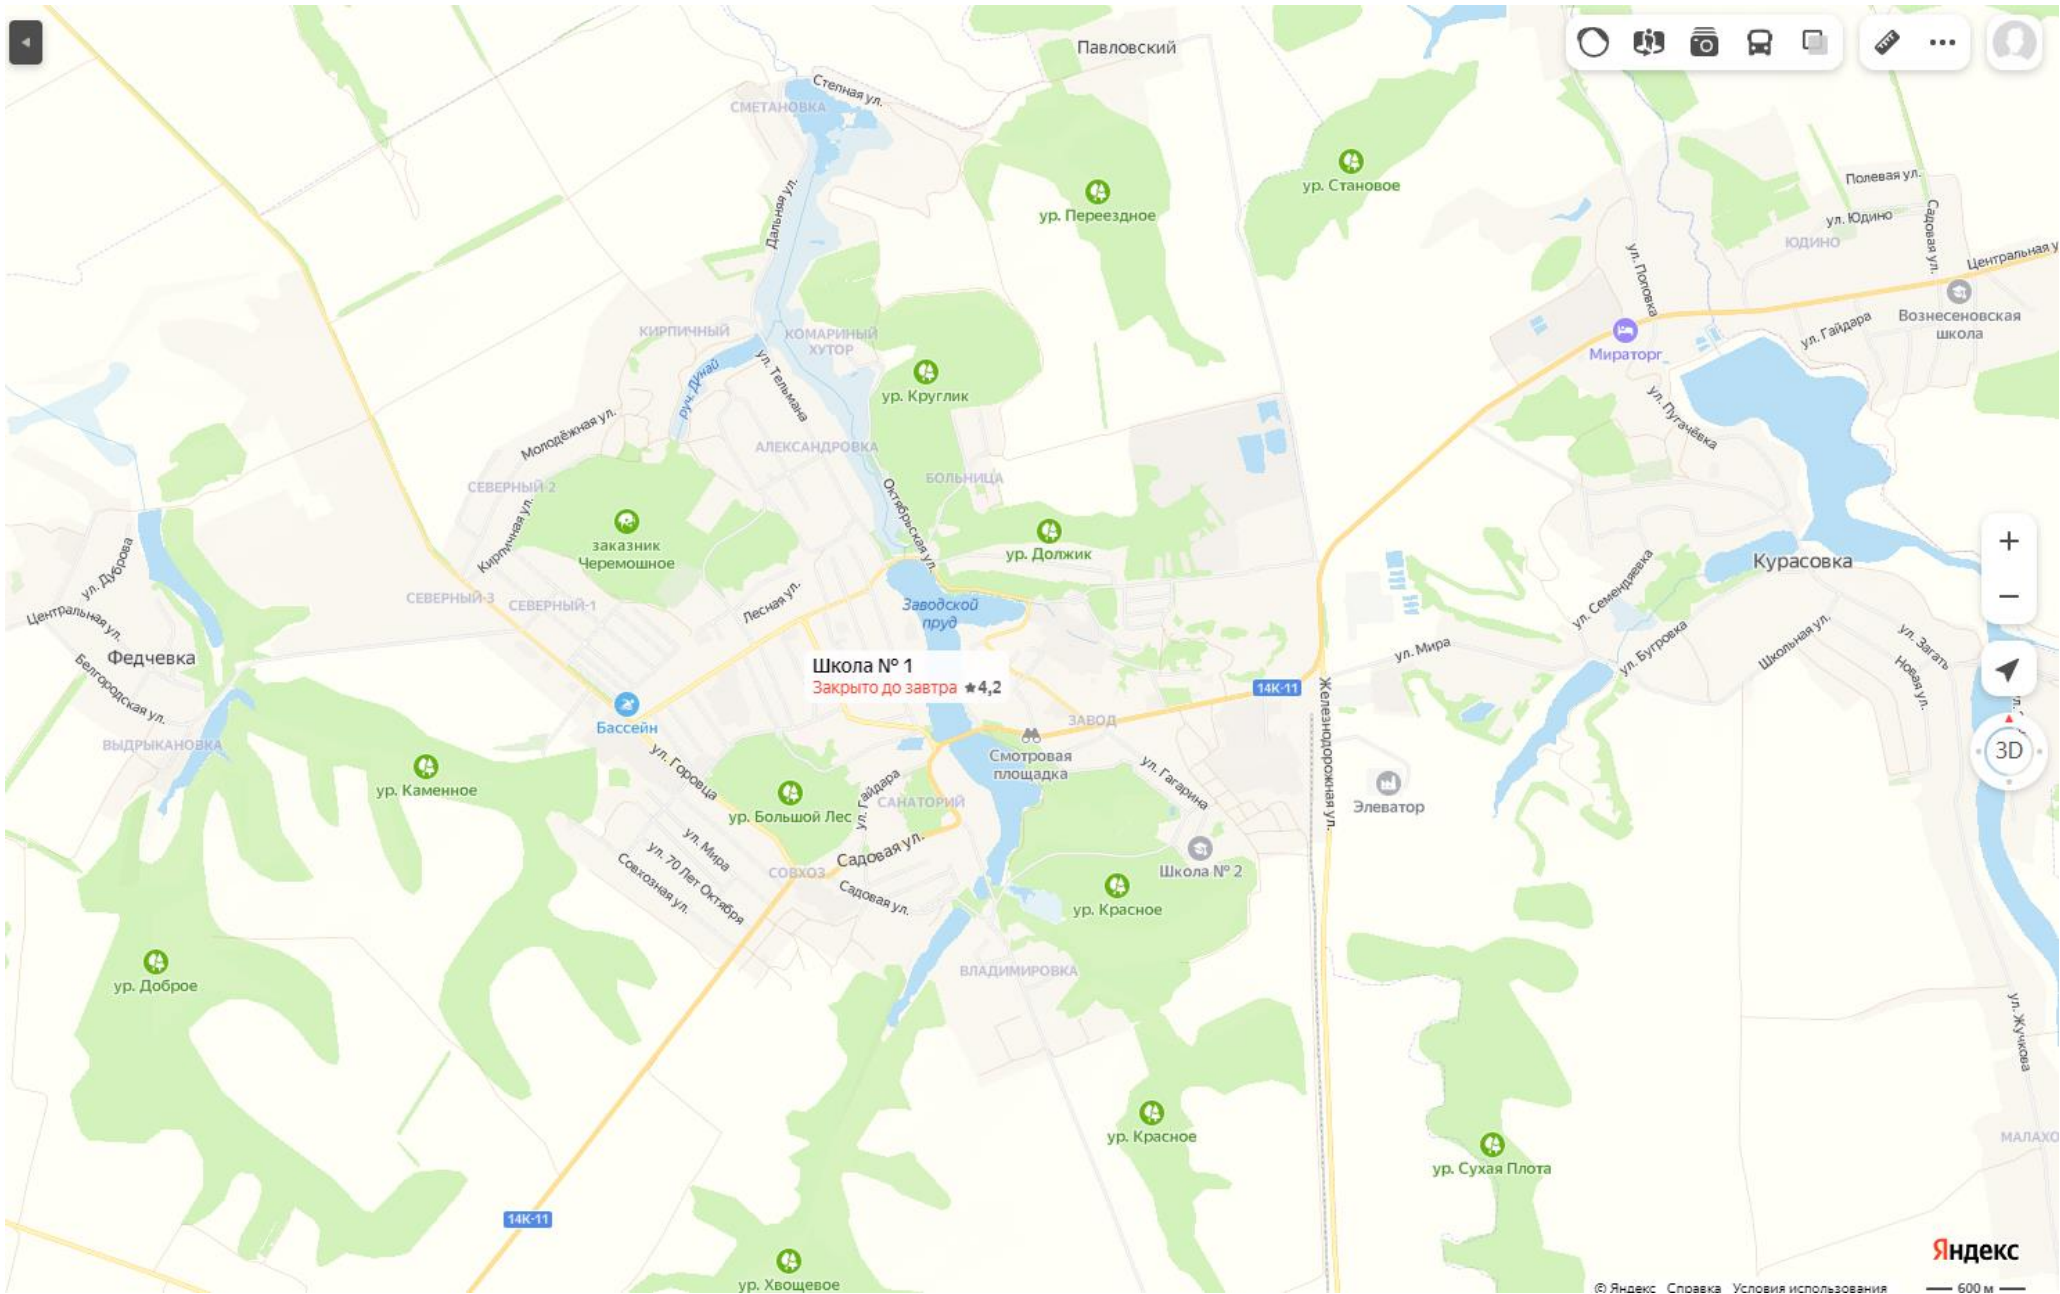 Павловский
Степная ул.
СМЕТАНОВКА
ур. Становое
Полевая ул.
ур. Переездное
ул. Юдино
Садовая ул.
Дальняя ул.
ЮДИНО
ул. Поповка
Центральная у
Вознесеновская
школа
ул. Гайдара
КИРПИЧНЫЙ
КОМАРИНЫЙ
ХУТОР
Мираторг
руч. Дунай
ул. Тельмана
ур. Круглик
ул. Пугачёвка
Молодёжная ул.
АЛЕКСАНДРОВКА
БОЛЬНИЦА
СЕВЕРНЫЙ-2
Октябрьская ул.
Кирпичная ул.
заказник
Черемошное
ур. Должик
Курасовка
ул. Дуброва
СЕВЕРНЫЙ-3
СЕВЕРНЫЙ-1
Лесная ул.
Заводской
пруд
ул. Семендяевка
Центральная ул.
Федчевка
ул. Мира
ул. Бугровка
Школьная ул.
ул. Загать
Новая ул.
Школа № 1
Закрыто до завтра ★4,2
Белгородская ул.
14К-11
Железнодорожная ул.
Бассейн
ЗАВОД
ВЫДРЫКАНОВКА
Смотровая
площадка
3D
ул. Горовца
ул. Гагарина
ур. Каменное
ул. Гайдара
САНАТОРИЙ
Элеватор
ур. Большой Лес
ул. Мира
Садовая ул.
ул. 70 Лет Октября
СОВХОЗ
Школа № 2
Совхозная ул.
Садовая ул.
ур. Красное
ВЛАДИМИРОВКА
ур. Доброе
ул. Жучкова
ур. Красное
МАЛАХО
ур. Сухая Плота
14К-11
Яндекс
ур. Хвощевое
© Яндекс Справка Условия использования
600 м